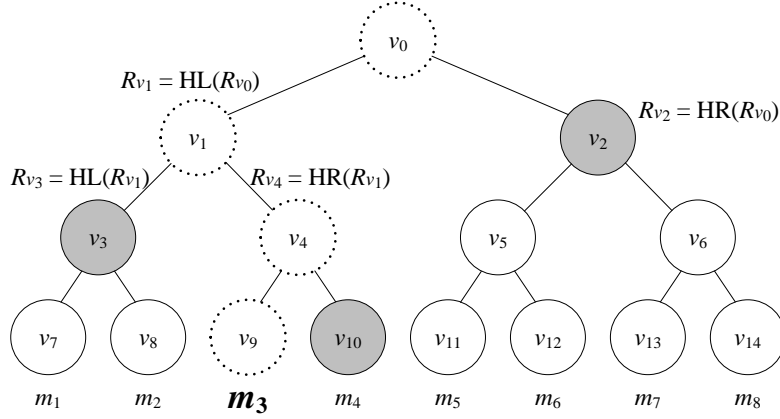 v₀
Rv₁ = HL(Rv₀)
Rv₂ = HR(Rv₀)
v₁
v₂
Rv₃ = HL(Rv₁)
Rv₄ = HR(Rv₁)
v₃
v₄
v₅
v₆
v₇
v₈
v₉
v₁₀
v₁₁
v₁₂
v₁₃
v₁₄
m₁
m₂
m₃
m₄
m₅
m₆
m₇
m₈